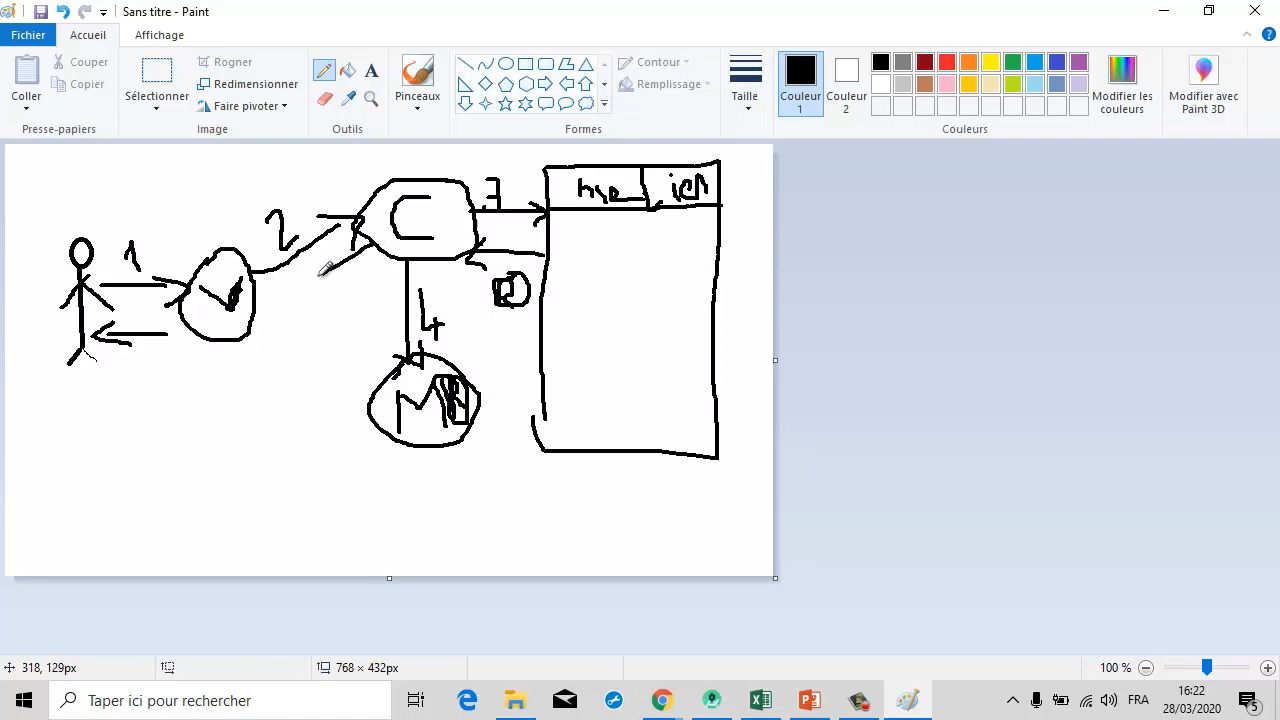 Sans titre - Paint
Fichier
Accueil
Affichage
Coller
Couper
Copier
Presse-papiers
Sélectionner
Rogner
Redimensionner
Faire pivoter
Image
A
Outils
Pinceaux
Contour
Remplissage
Formes
Taille
Couleur
1
Couleur
2
Modifier les
couleurs
Couleurs
Modifier avec
Paint 3D
1
2
V
C
3
4
M
318, 129px
768 × 432px
100 %
Taper ici pour rechercher
FRA
16:22
28/03/2020
5